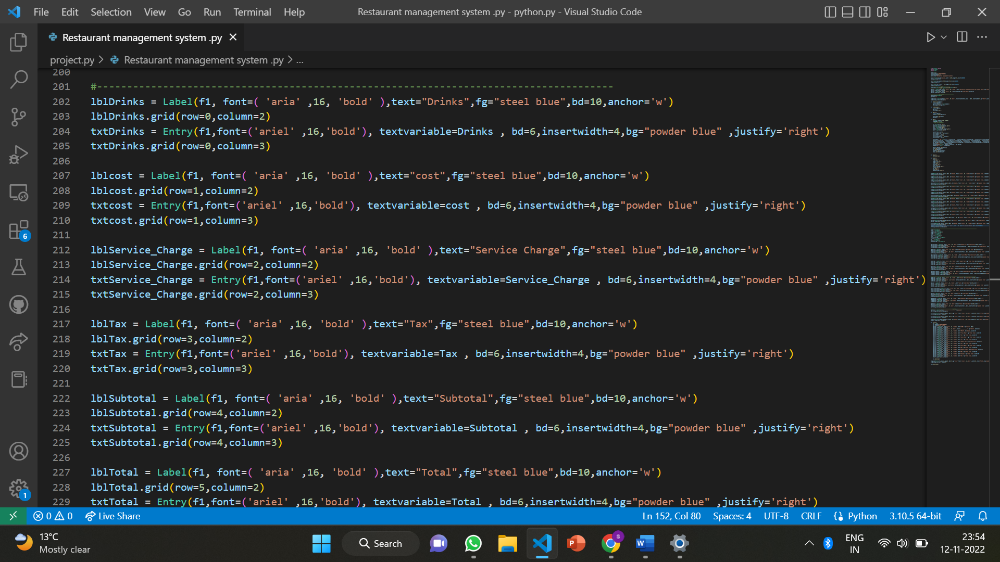 File Edit Selection View Go Run Terminal Help Restaurant management system .py - python.py - Visual Studio Code
Restaurant management system .py
project.py > Restaurant management system .py > ...
200
201 #--------------------------------------------------------------------------------------
202 lblDrinks = Label(f1, font=( 'aria' ,16, 'bold' ),text="Drinks",fg="steel blue",bd=10,anchor='w')
203 lblDrinks.grid(row=0,column=2)
204 txtDrinks = Entry(f1,font=('ariel' ,16,'bold'), textvariable=Drinks , bd=6,insertwidth=4,bg="powder blue" ,justify='right')
205 txtDrinks.grid(row=0,column=3)
206
207 lblcost = Label(f1, font=( 'aria' ,16, 'bold' ),text="cost",fg="steel blue",bd=10,anchor='w')
208 lblcost.grid(row=1,column=2)
209 txtcost = Entry(f1,font=('ariel' ,16,'bold'), textvariable=cost , bd=6,insertwidth=4,bg="powder blue" ,justify='right')
210 txtcost.grid(row=1,column=3)
211
212 lblService_Charge = Label(f1, font=( 'aria' ,16, 'bold' ),text="Service Charge",fg="steel blue",bd=10,anchor='w')
213 lblService_Charge.grid(row=2,column=2)
214 txtService_Charge = Entry(f1,font=('ariel' ,16,'bold'), textvariable=Service_Charge , bd=6,insertwidth=4,bg="powder blue" ,justify='right')
215 txtService_Charge.grid(row=2,column=3)
216
217 lblTax = Label(f1, font=( 'aria' ,16, 'bold' ),text="Tax",fg="steel blue",bd=10,anchor='w')
218 lblTax.grid(row=3,column=2)
219 txtTax = Entry(f1,font=('ariel' ,16,'bold'), textvariable=Tax , bd=6,insertwidth=4,bg="powder blue" ,justify='right')
220 txtTax.grid(row=3,column=3)
221
222 lblSubtotal = Label(f1, font=( 'aria' ,16, 'bold' ),text="Subtotal",fg="steel blue",bd=10,anchor='w')
223 lblSubtotal.grid(row=4,column=2)
224 txtSubtotal = Entry(f1,font=('ariel' ,16,'bold'), textvariable=Subtotal , bd=6,insertwidth=4,bg="powder blue" ,justify='right')
225 txtSubtotal.grid(row=4,column=3)
226
227 lblTotal = Label(f1, font=( 'aria' ,16, 'bold' ),text="Total",fg="steel blue",bd=10,anchor='w')
228 lblTotal.grid(row=5,column=2)
229 txtTotal = Entry(f1,font=('ariel' ,16,'bold'), textvariable=Total , bd=6,insertwidth=4,bg="powder blue" ,justify='right')
6
1
0 0 Live Share Ln 152, Col 80 Spaces: 4 UTF-8 CRLF Python 3.10.5 64-bit
13°C
Mostly clear
Search
P
S
W
ENG
IN
23:54
12-11-2022